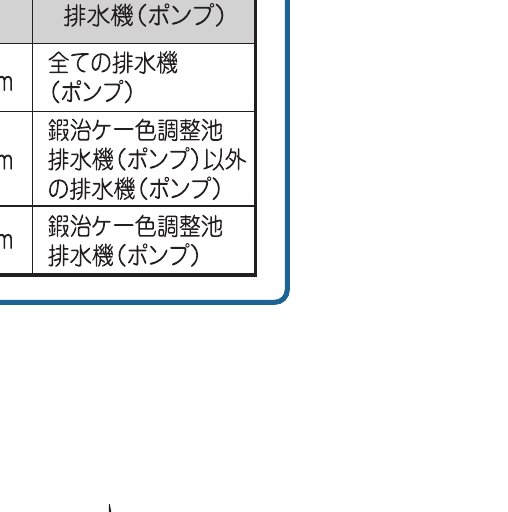 排水機（ポンプ）
m
全ての排水機
（ポンプ）
m
鍜治ケ一色調整池
排水機（ポンプ）以外
の排水機（ポンプ）
m
鍜治ケ一色調整池
排水機（ポンプ）